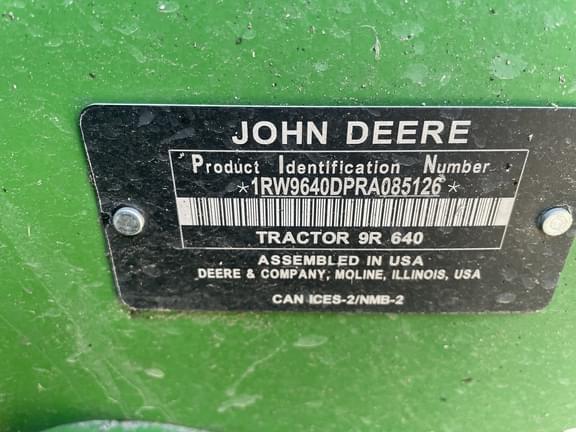 JOHN DEERE
Product Identification Number
*1RW9640DPRA085126*
TRACTOR 9R 640
ASSEMBLED IN USA
DEERE & COMPANY, MOLINE, ILLINOIS, USA
CAN ICES-2/NMB-2